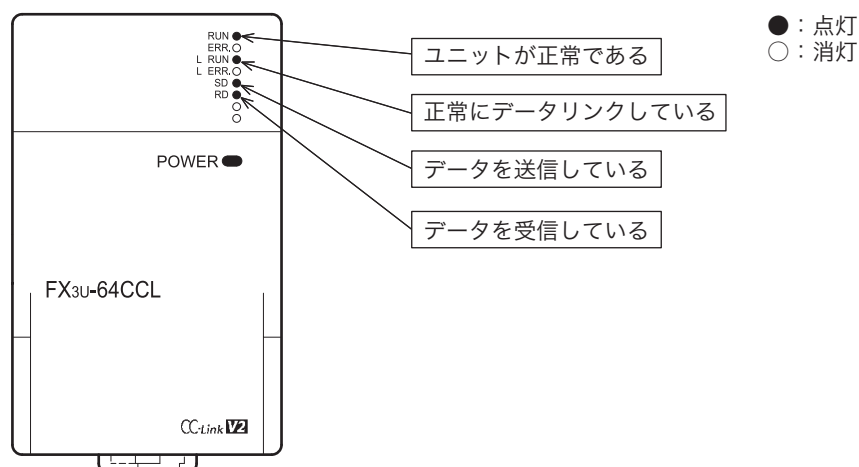 RUN
ERR.
L RUN
L ERR.
SD
RD
POWER
FX3U-64CCL
CC-Link V2
ユニットが正常である
正常にデータリンクしている
データを送信している
データを受信している
●:点灯
○:消灯